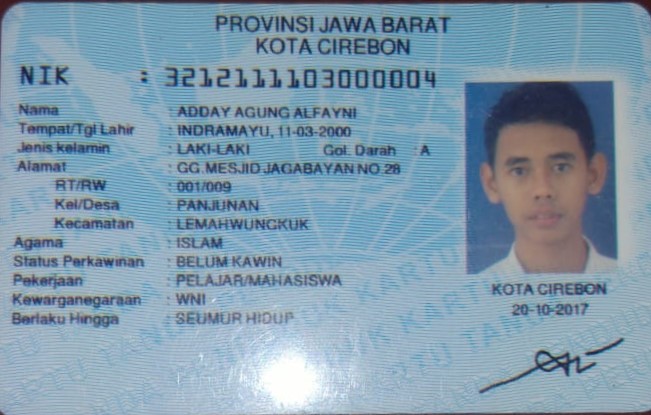 PROVINSI JAWA BARAT
KOTA CIREBON
NIK : 3212111103000004
Nama : ADDAY AGUNG ALFAYNI
Tempat/Tgl Lahir : INDRAMAYU, 11-03-2000
Jenis kelamin : LAKI-LAKI Gol. Darah : A
Alamat : GG.MESJID JAGABAYAN NO.28
RT/RW : 001/009
Kel/Desa : PANJUNAN
Kecamatan : LEMAHWUNGKUK
Agama : ISLAM
Status Perkawinan : BELUM KAWIN
Pekerjaan : PELAJAR/MAHASISWA
Kewarganegaraan : WNI
Berlaku Hingga : SEUMUR HIDUP
KOTA CIREBON
20-10-2017